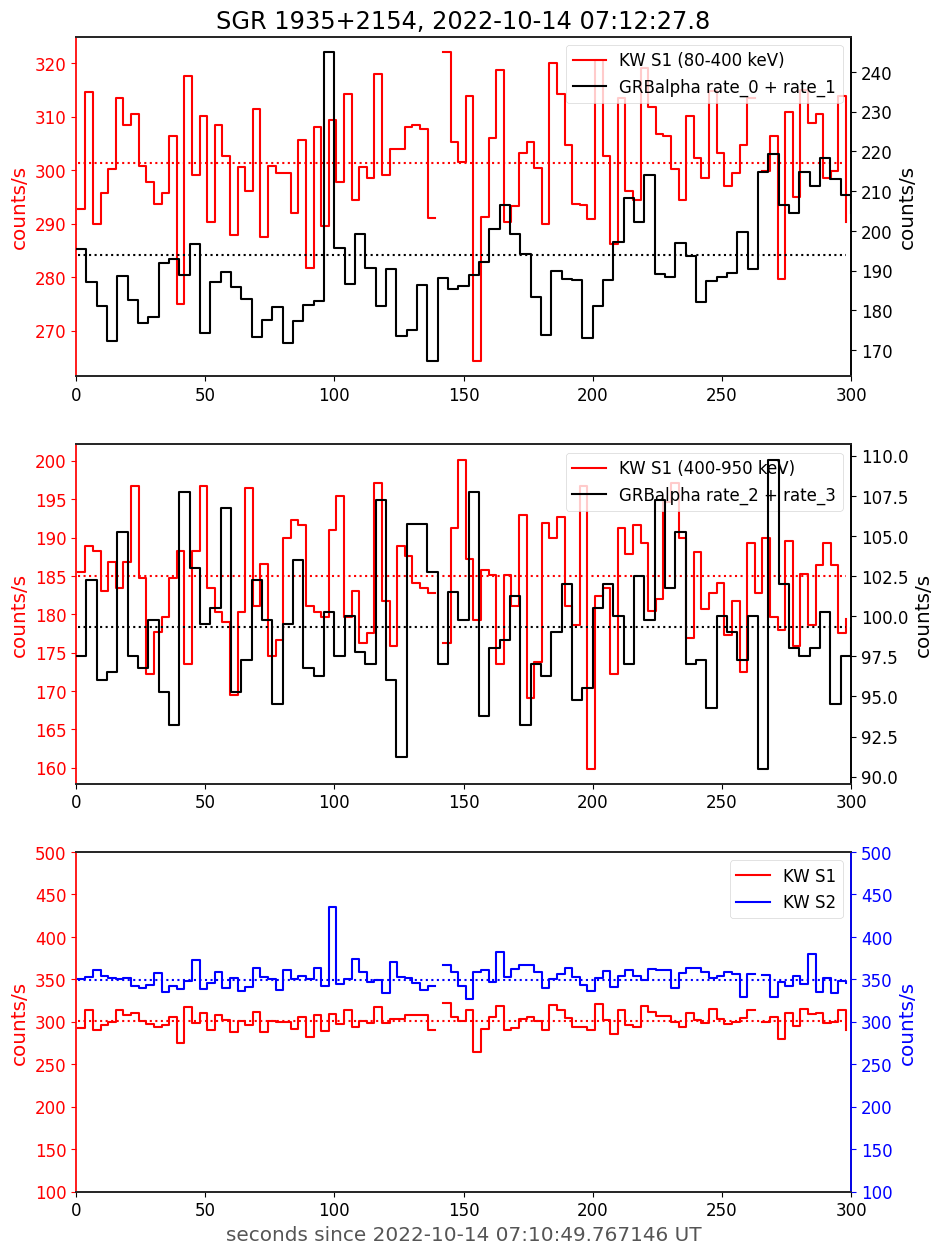 SGR 1935+2154, 2022-10-14 07:12:27.8
KW S1 (80-400 keV)
GRBalpha rate_0 + rate_1
320
310
300
290
280
270
counts/s
240
230
220
210
200
190
180
170
counts/s
0 50 100 150 200 250 300
KW S1 (400-950 keV)
GRBalpha rate_2 + rate_3
200
195
190
185
180
175
170
165
160
counts/s
110.0
107.5
105.0
102.5
100.0
97.5
95.0
92.5
90.0
counts/s
0 50 100 150 200 250 300
KW S1
KW S2
500
450
400
350
300
250
200
150
100
counts/s
500
450
400
350
300
250
200
150
100
counts/s
0 50 100 150 200 250 300
seconds since 2022-10-14 07:10:49.767146 UT